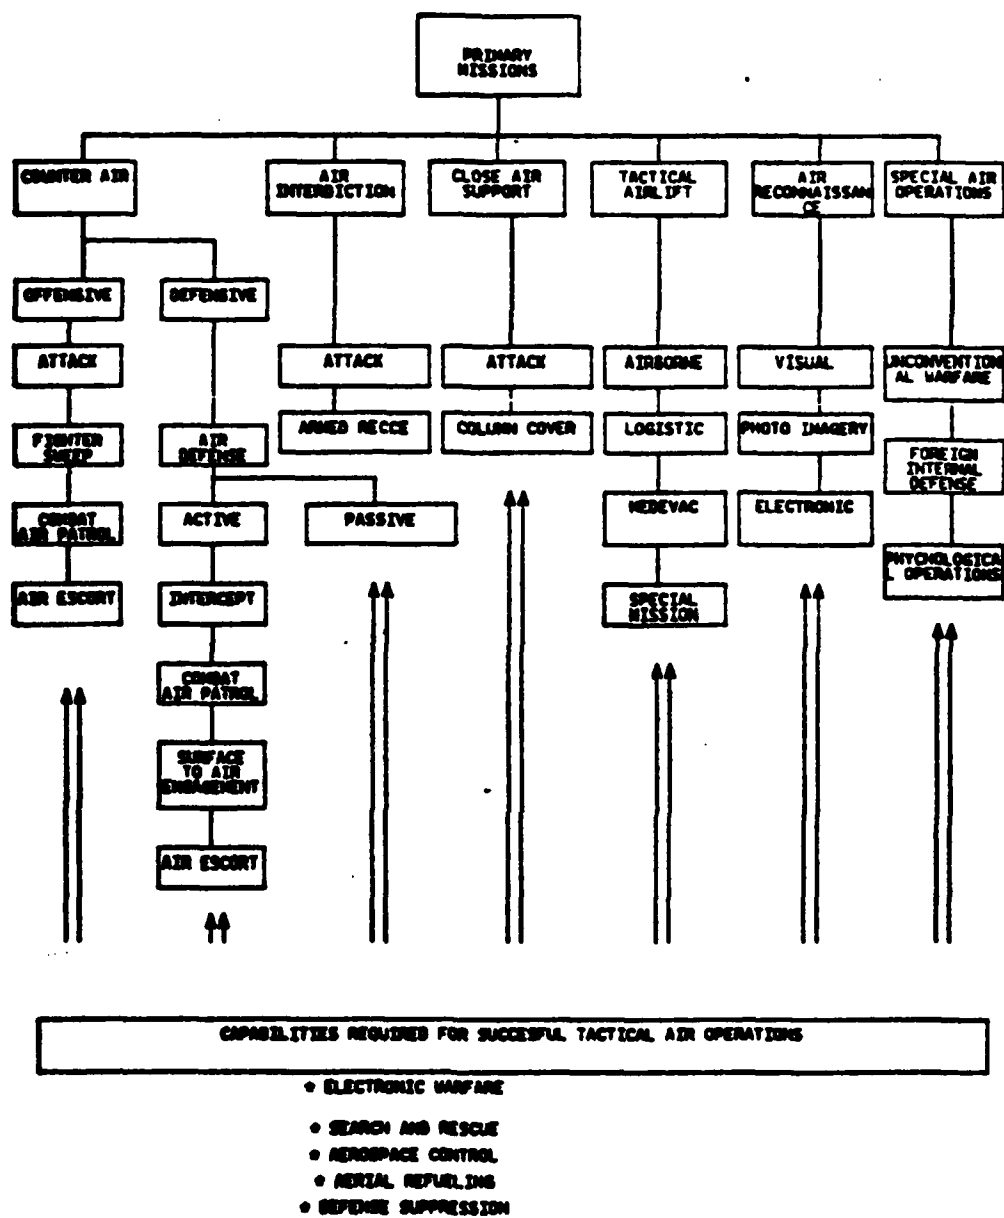 PRIMARY
MISSIONS
COUNTER AIR
AIR
INTERDICTION
CLOSE AIR
SUPPORT
TACTICAL
AIRLIFT
AIR
RECONNAISSAN
CE
SPECIAL AIR
OPERATIONS
OFFENSIVE
DEFENSIVE
ATTACK
ATTACK
ATTACK
AIRBORNE
VISUAL
UNCONVENTION
AL WARFARE
FIGHTER
SWEEP
AIR
DEFENSE
ARMED RECCE
COLUMN COVER
LOGISTIC
PHOTO IMAGERY
FOREIGN
INTERNAL
DEFENSE
COMBAT
AIR PATROL
ACTIVE
PASSIVE
MEDEVAC
ELECTRONIC
PHYCHOLOGICA
L OPERATIONS
AIR ESCORT
INTERCEPT
SPECIAL
MISSION
COMBAT
AIR PATROL
SURFACE
TO AIR
ENGAGEMENT
AIR ESCORT
CAPABILITIES REQUIRED FOR SUCCESFUL TACTICAL AIR OPERATIONS
* ELECTRONIC WARFARE
* SEARCH AND RESCUE
* AEROSPACE CONTROL
* AERIAL REFUELING
* DEFENSE SUPPRESSION